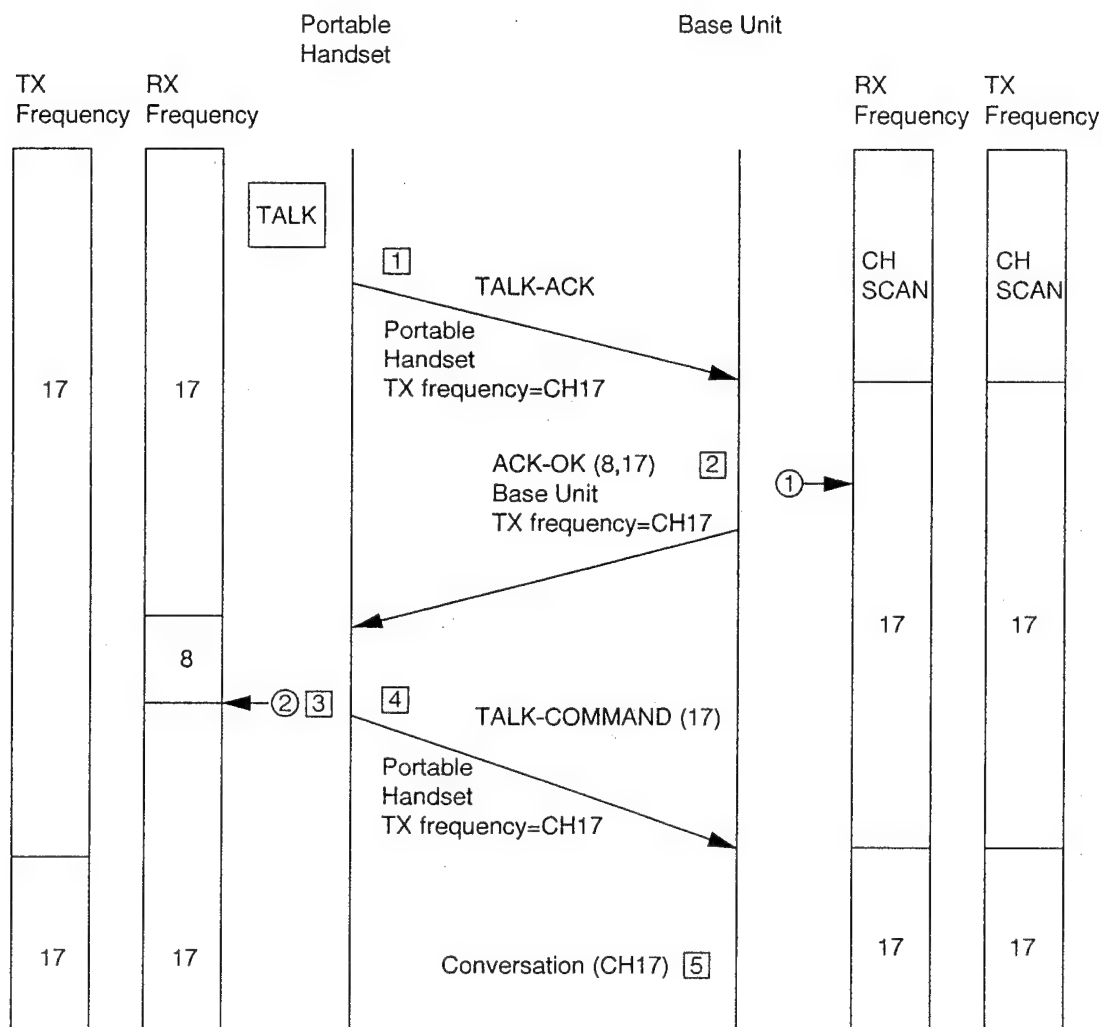 Portable
Handset
Base Unit
TX
Frequency
RX
Frequency
RX
Frequency
TX
Frequency
TALK
1
TALK-ACK
CH
SCAN
CH
SCAN
Portable
Handset
TX frequency=CH17
17
17
ACK-OK (8,17)
2
Base Unit
TX frequency=CH17
1
17
17
8
2
3
4
TALK-COMMAND (17)
Portable
Handset
TX frequency=CH17
17
17
Conversation (CH17)
5
17
17